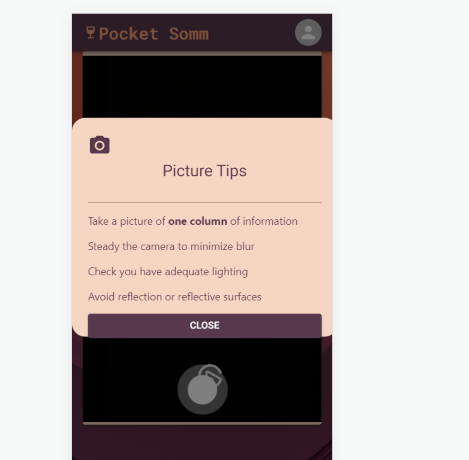 Pocket Somm
Picture Tips
Take a picture of one column of information
Steady the camera to minimize blur
Check you have adequate lighting
Avoid reflection or reflective surfaces
CLOSE